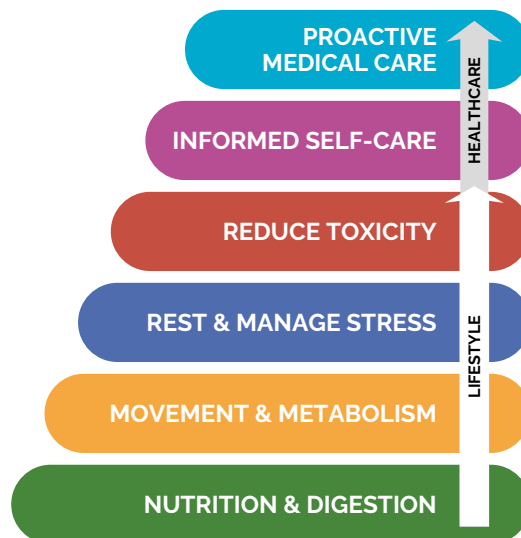 PROACTIVE
MEDICAL CARE
HEALTHCARE
INFORMED SELF-CARE
REDUCE TOXICITY
REST & MANAGE STRESS
LIFESTYLE
MOVEMENT & METABOLISM
NUTRITION & DIGESTION